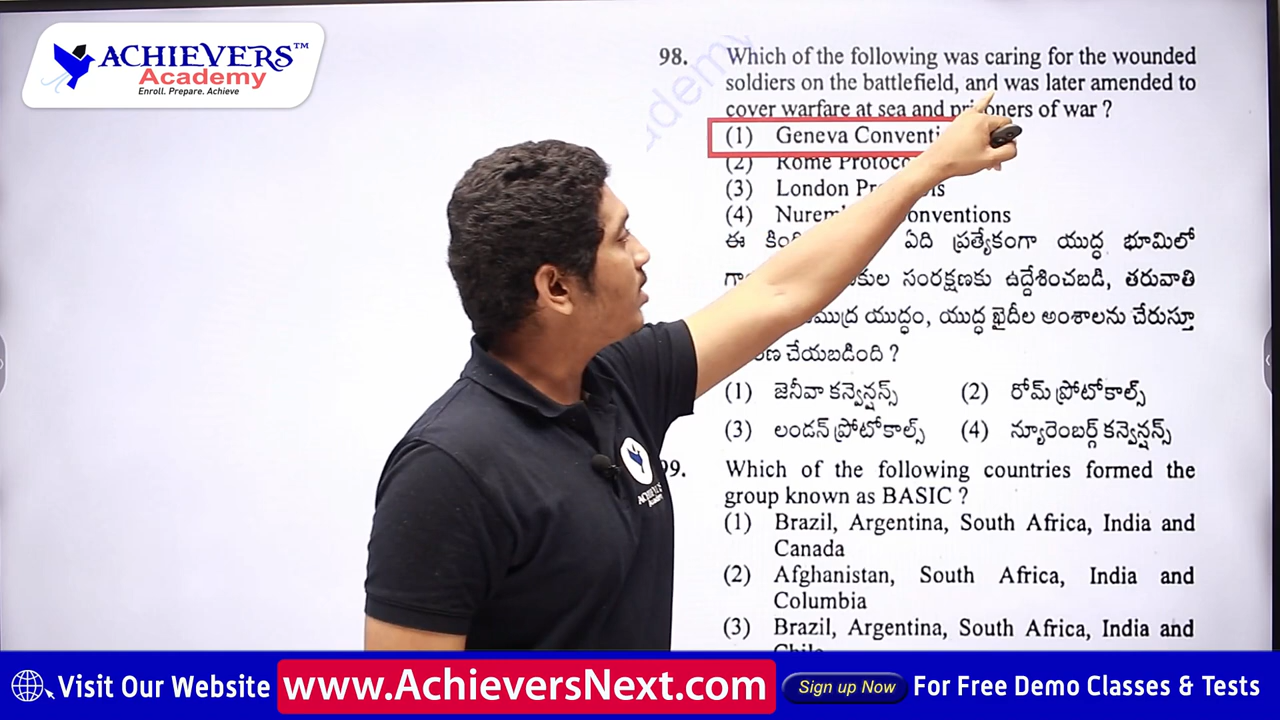 ACHIEVERS™
Academy
Enroll. Prepare. Achieve
98. Which of the following was caring for the wounded
soldiers on the battlefield, and was later amended to
cover warfare at sea and prisoners of war ?
(1) Geneva Conventi
(2) Rome Protoco
(3) London
(4) onventions
ఈ ఏది ప్రత్యేకంగా యుద్ధ భూమిలో
సంరక్షణకు ఉద్దేశించబడి, తరువాతి
యుద్ధం, యుద్ధ ఖైదీల అంశాలను చేరుస్తూ
చేయబడింది ?
(1) జెనీవా కన్వెన్షన్స్ (2) రోమ్ ప్రోటోకాల్స్
(3) లండన్ ప్రోటోకాల్స్ (4) న్యూరెంబర్గ్ కన్వెన్షన్స్
99. Which of the following countries formed the
group known as BASIC ?
(1) Brazil, Argentina, South Africa, India and
Canada
(2) Afghanistan, South Africa, India and
Columbia
(3) Brazil, Argentina, South Africa, India and
Visit Our Website www.AchieversNext.com Sign up Now For Free Demo Classes & Tests